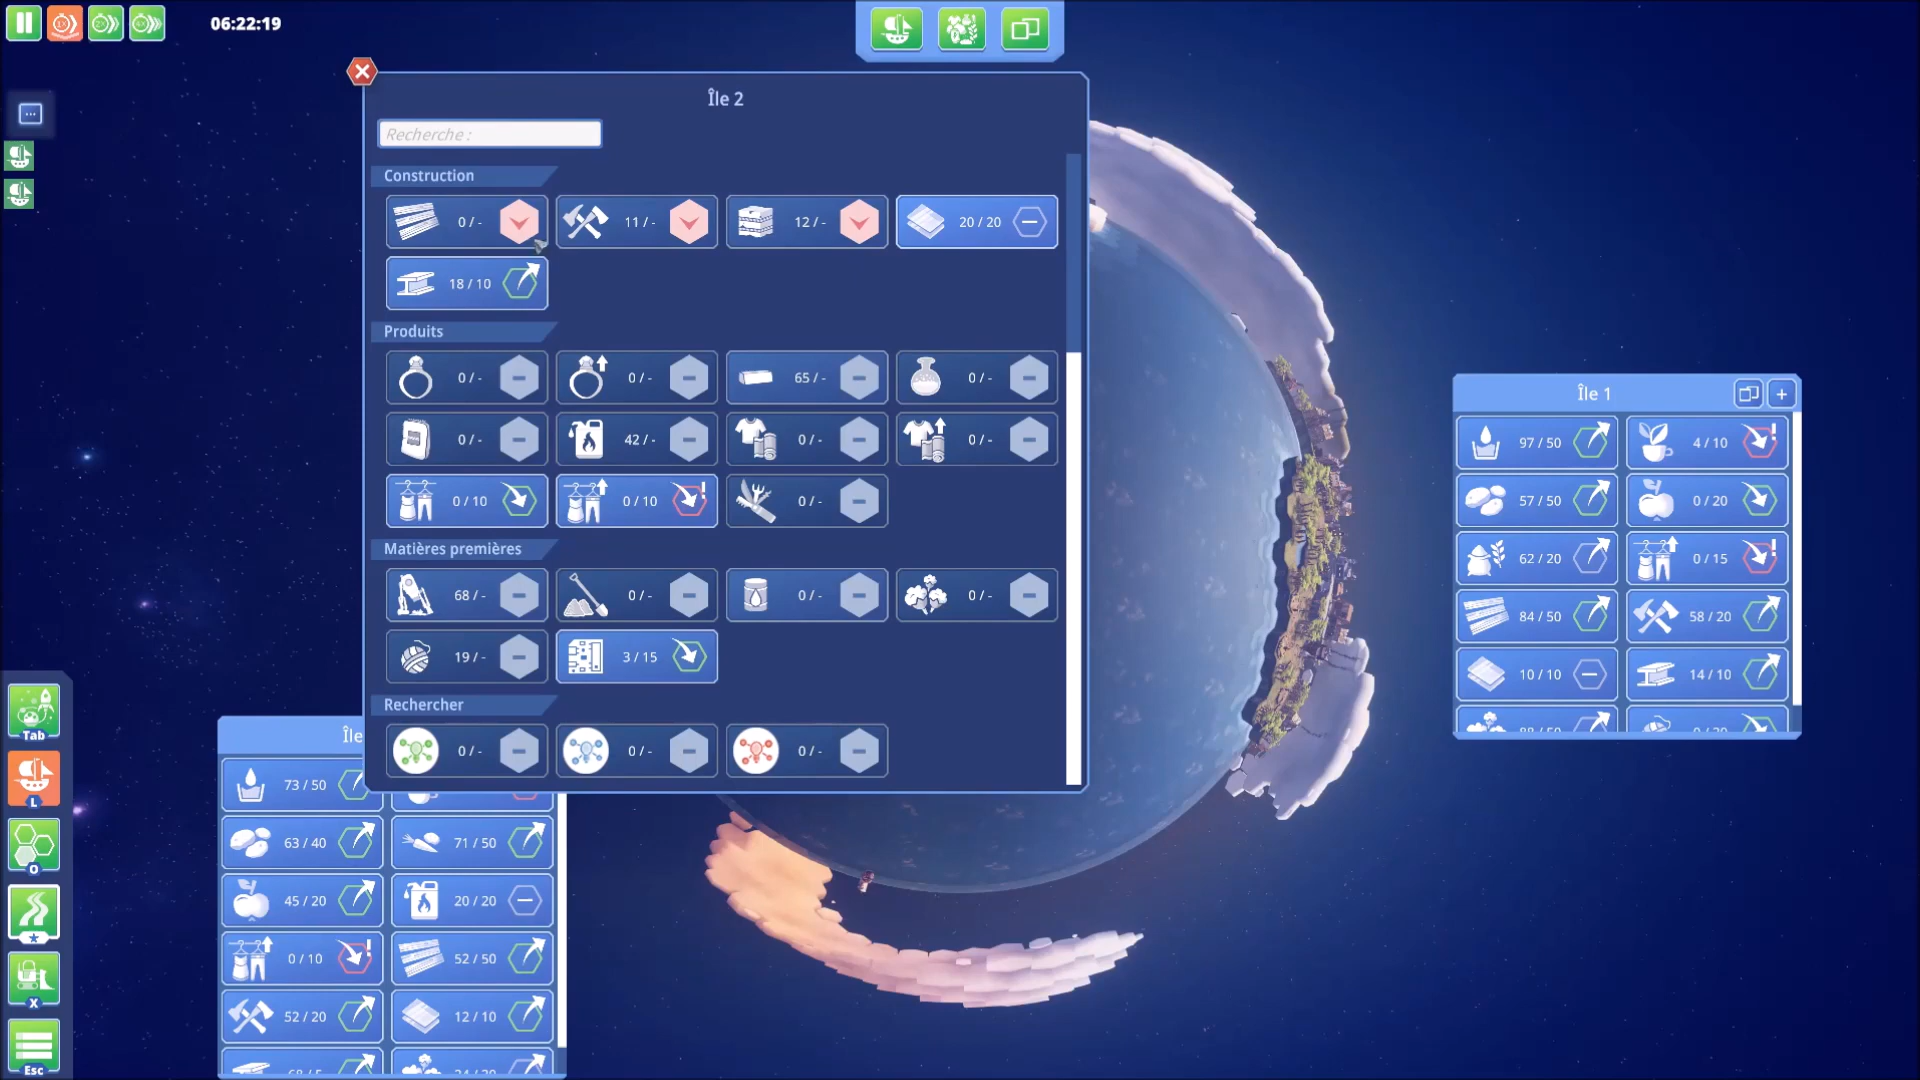 1X
2X
4X
06:22:19
Île 2
Recherche :
Construction
0 / -
11 / -
12 / -
20 / 20
18 / 10
Produits
0 / -
0 / -
65 / -
0 / -
0 / -
42 / -
0 / -
0 / -
0 / 10
0 / 10
0 / -
Matières premières
68 / -
0 / -
0 / -
0 / -
19 / -
3 / 15
Rechercher
0 / -
0 / -
0 / -
Île 1
97 / 50
4 / 10
57 / 50
0 / 20
62 / 20
0 / 15
84 / 50
58 / 20
10 / 10
14 / 10
Île
73 / 50
63 / 40
71 / 50
45 / 20
20 / 20
0 / 10
52 / 50
52 / 20
12 / 10
Tab
L
O
X
Esc